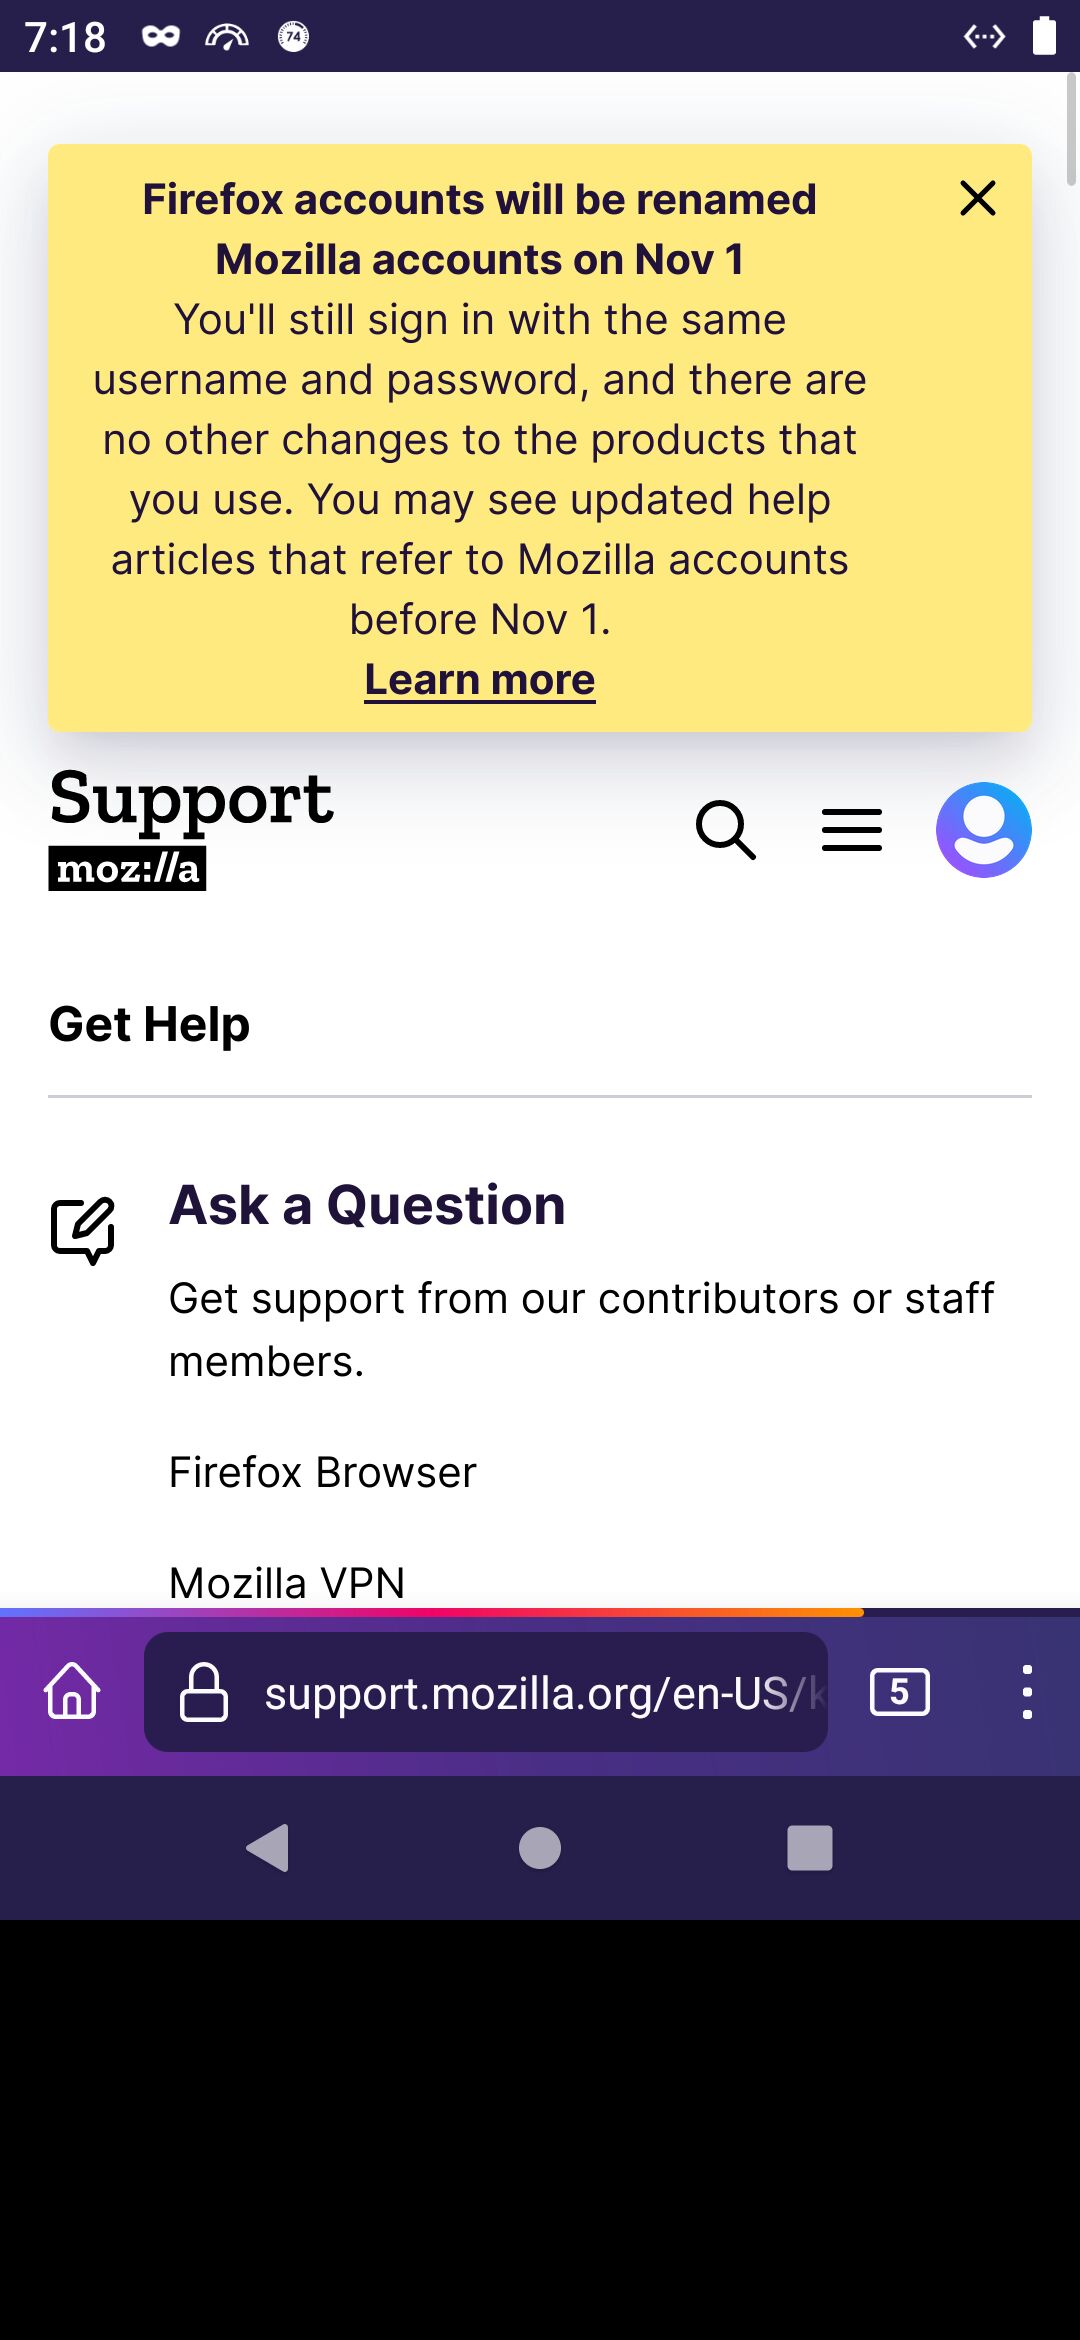 7:18
74
Firefox accounts will be renamed
Mozilla accounts on Nov 1
You'll still sign in with the same
username and password, and there are
no other changes to the products that
you use. You may see updated help
articles that refer to Mozilla accounts
before Nov 1.
Learn more
Support
moz://a
Get Help
Ask a Question
Get support from our contributors or staff
members.
Firefox Browser
Mozilla VPN
support.mozilla.org/en-US/k
5